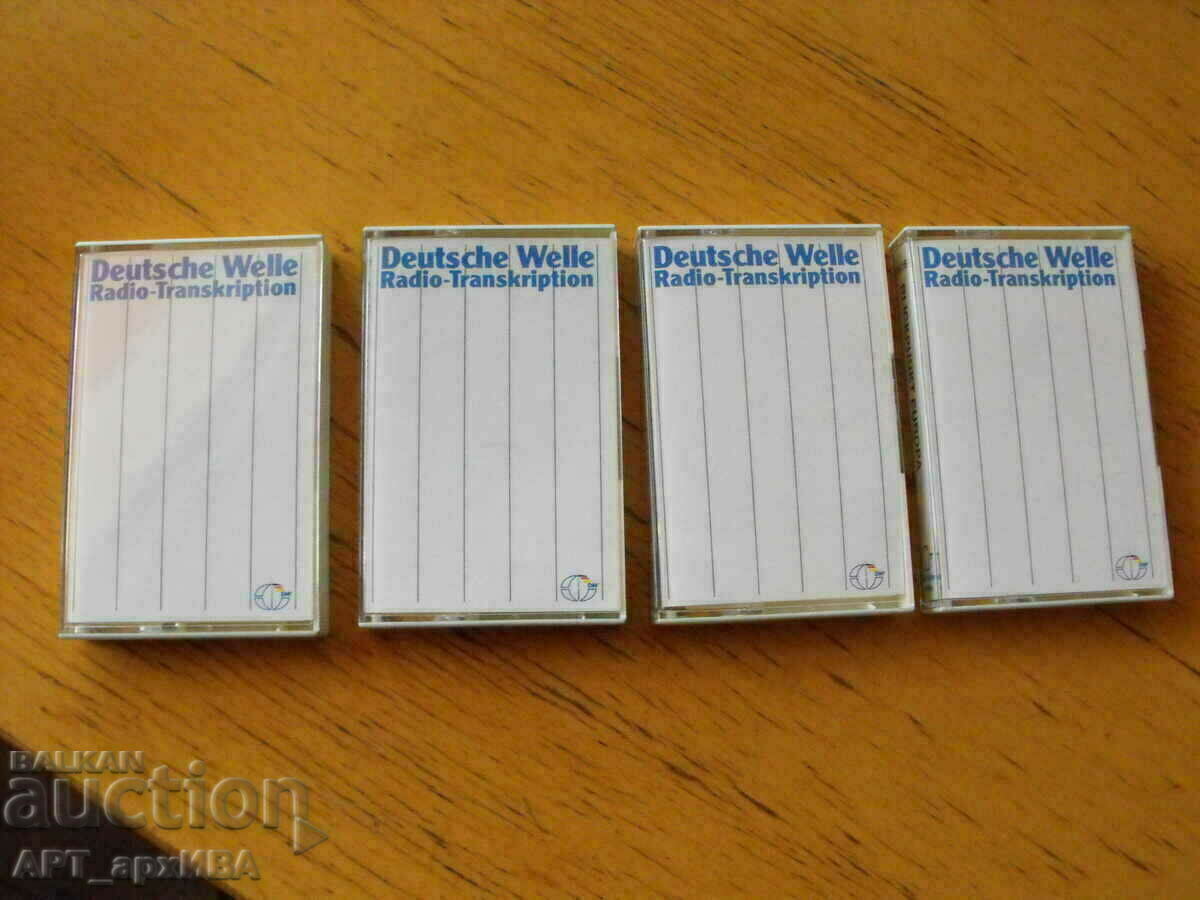 Deutsche Welle
Radio-Transkription
Deutsche Welle
Radio-Transkription
Deutsche Welle
Radio-Transkription
Deutsche Welle
Radio-Transkription
BALKAN
auction
АРТ_архИВА